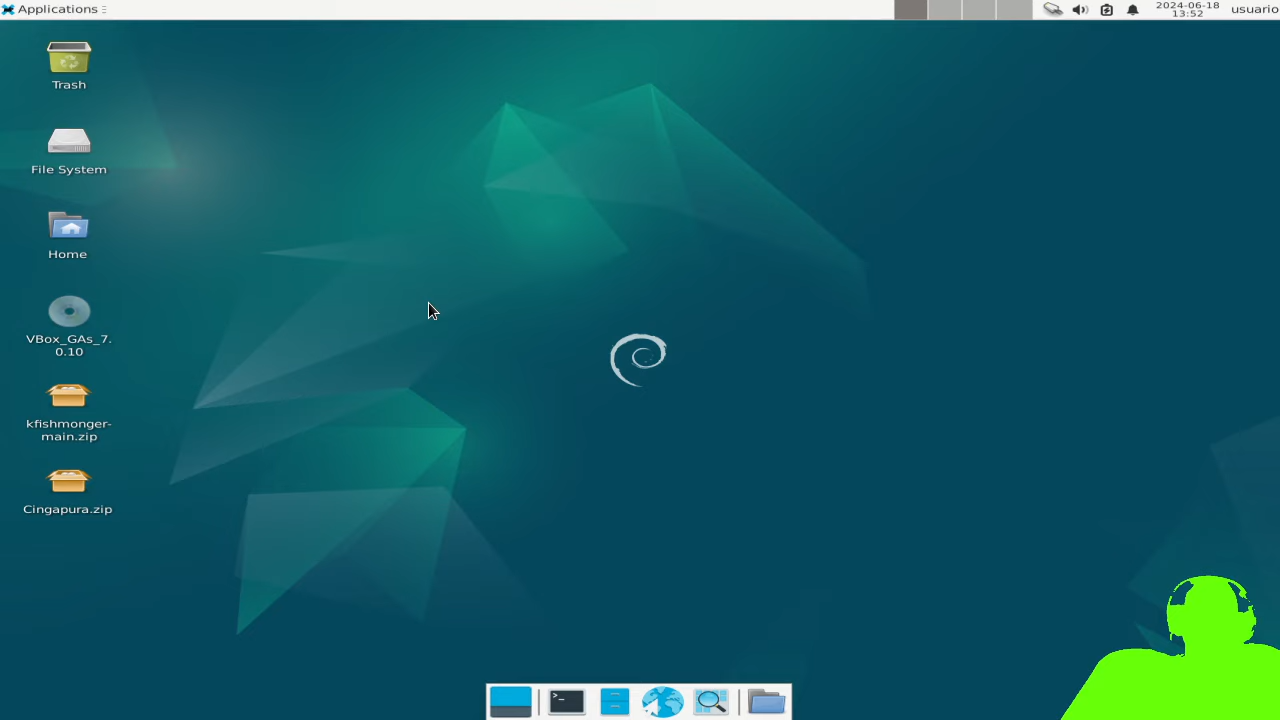 Applications
2024-06-18
13:52
usuario
Trash
File System
Home
VBox_GAs_7.
0.10
kfishmonger-
main.zip
Cingapura.zip
>_